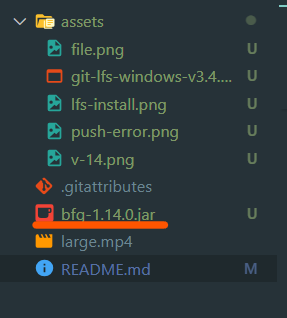 assets
file.png U
git-lfs-windows-v3.4.... U
lfs-install.png U
push-error.png U
v-14.png U
.gitattributes
bfg-1.14.0.jar U
large.mp4
README.md M